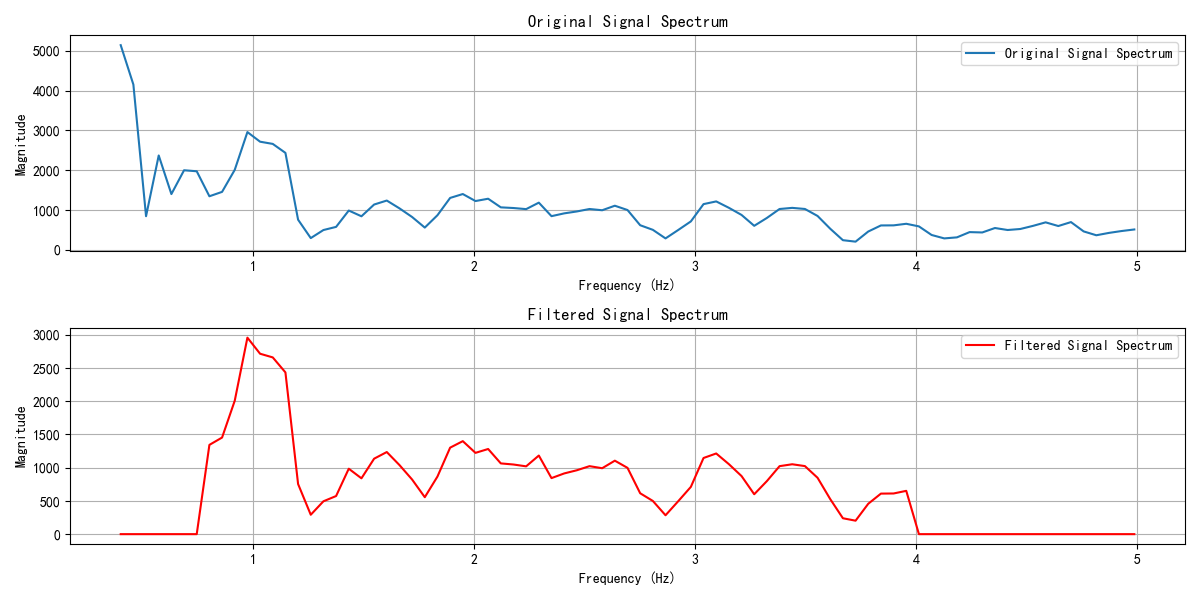 Original Signal Spectrum
5000
4000
3000
2000
1000
0
Magnitude
Original Signal Spectrum
1 2 3 4 5
Frequency (Hz)
Filtered Signal Spectrum
3000
2500
2000
1500
1000
500
0
Magnitude
Filtered Signal Spectrum
1 2 3 4 5
Frequency (Hz)